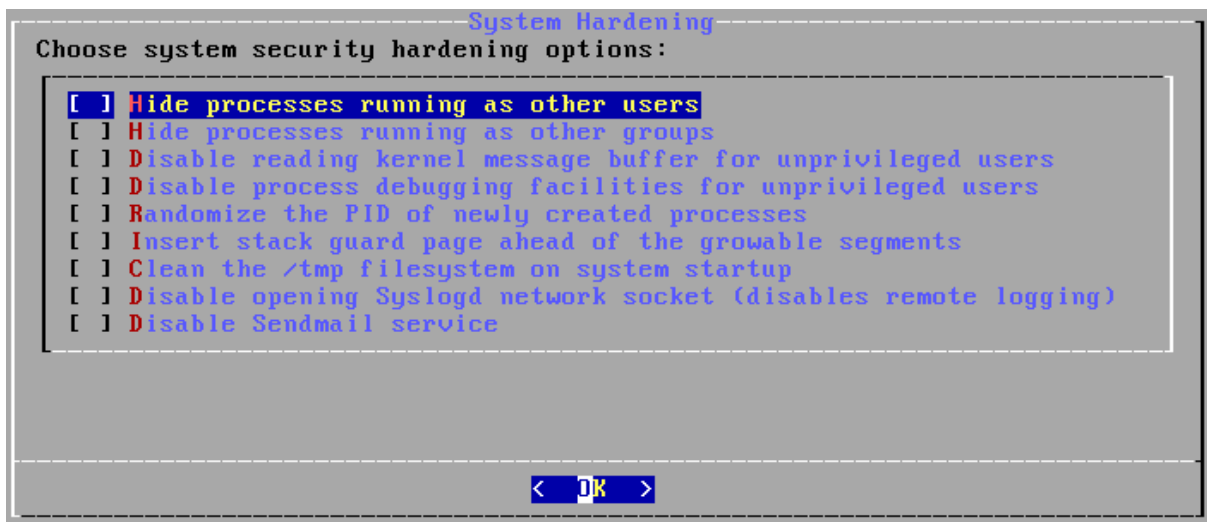 System Hardening
Choose system security hardening options:
[ ] Hide processes running as other users
[ ] Hide processes running as other groups
[ ] Disable reading kernel message buffer for unprivileged users
[ ] Disable process debugging facilities for unprivileged users
[ ] Randomize the PID of newly created processes
[ ] Insert stack guard page ahead of the growable segments
[ ] Clean the /tmp filesystem on system startup
[ ] Disable opening Syslogd network socket (disables remote logging)
[ ] Disable Sendmail service
<  OK  >